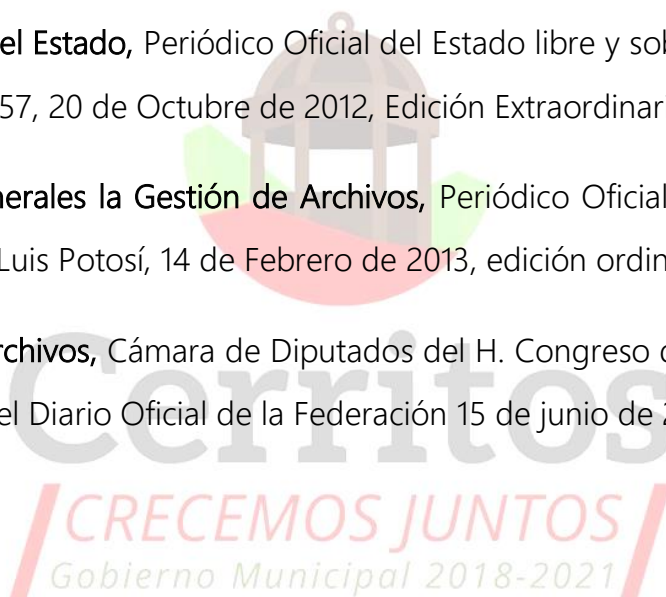 el Estado, Periódico Oficial del Estado libre y sob
57, 20 de Octubre de 2012, Edición Extraordinar
nerales la Gestión de Archivos, Periódico Oficial
Luis Potosí, 14 de Febrero de 2013, edición ordin
rchivos, Cámara de Diputados del H. Congreso d
el Diario Oficial de la Federación 15 de junio de 2
Cerritos
CRECEMOS JUNTOS
Gobierno Municipal 2018-2021